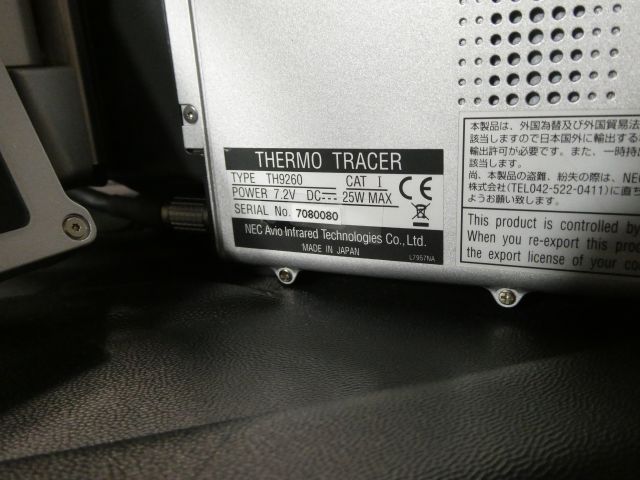 THERMO TRACER
TYPE TH9260 CAT I
POWER 7.2V DC 25W MAX
SERIAL No. 7080080
CE
NEC Avio Infrared Technologies Co., Ltd.
MADE IN JAPAN
L7957NA
本製品は、外国為替及び外国貿易法
該当しますので日本国外に輸出する
輸出許可が必要です。また、一時持
該当します。
尚、本製品の盗難、紛失の際は、NEC
株式会社(TEL042-522-0411)に直ち
ようお願いします。
This product is controlled by
When you re-export this pro
the export license of your co